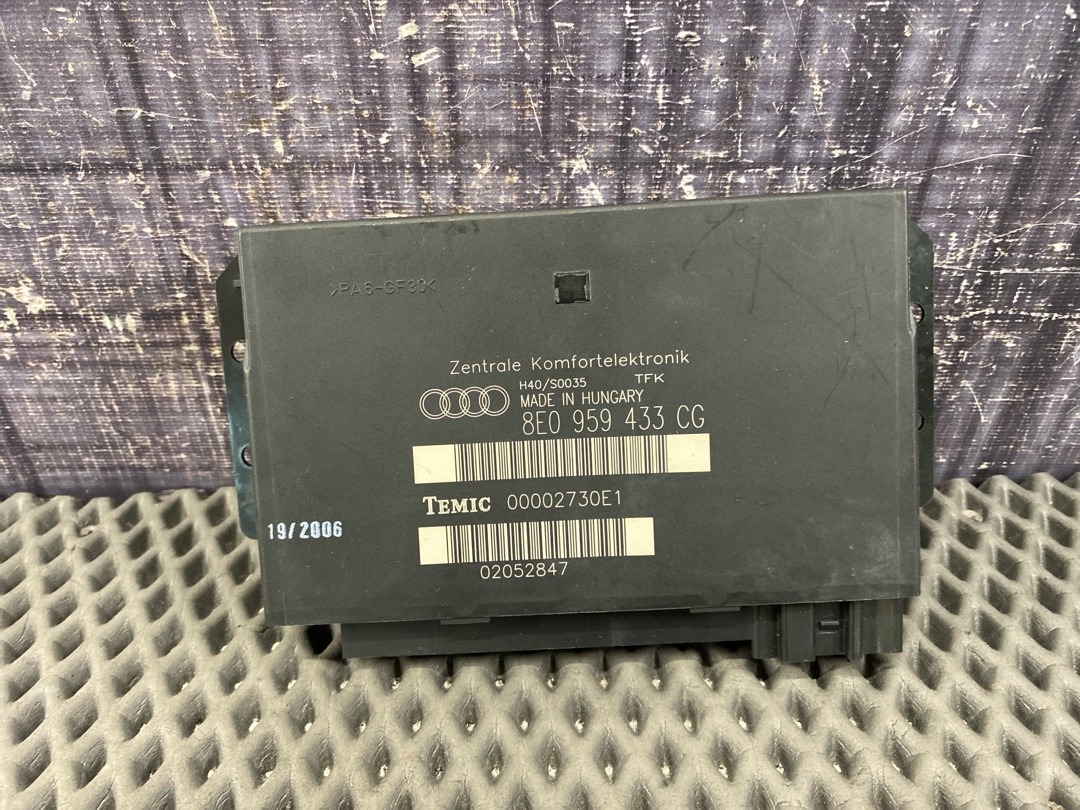 >PA6-GF30<
Zentrale Komfortelektronik
H40/S0035 TFK
MADE IN HUNGARY
8E0 959 433 CG
TEMIC 00002730E1
19/2006
02052847